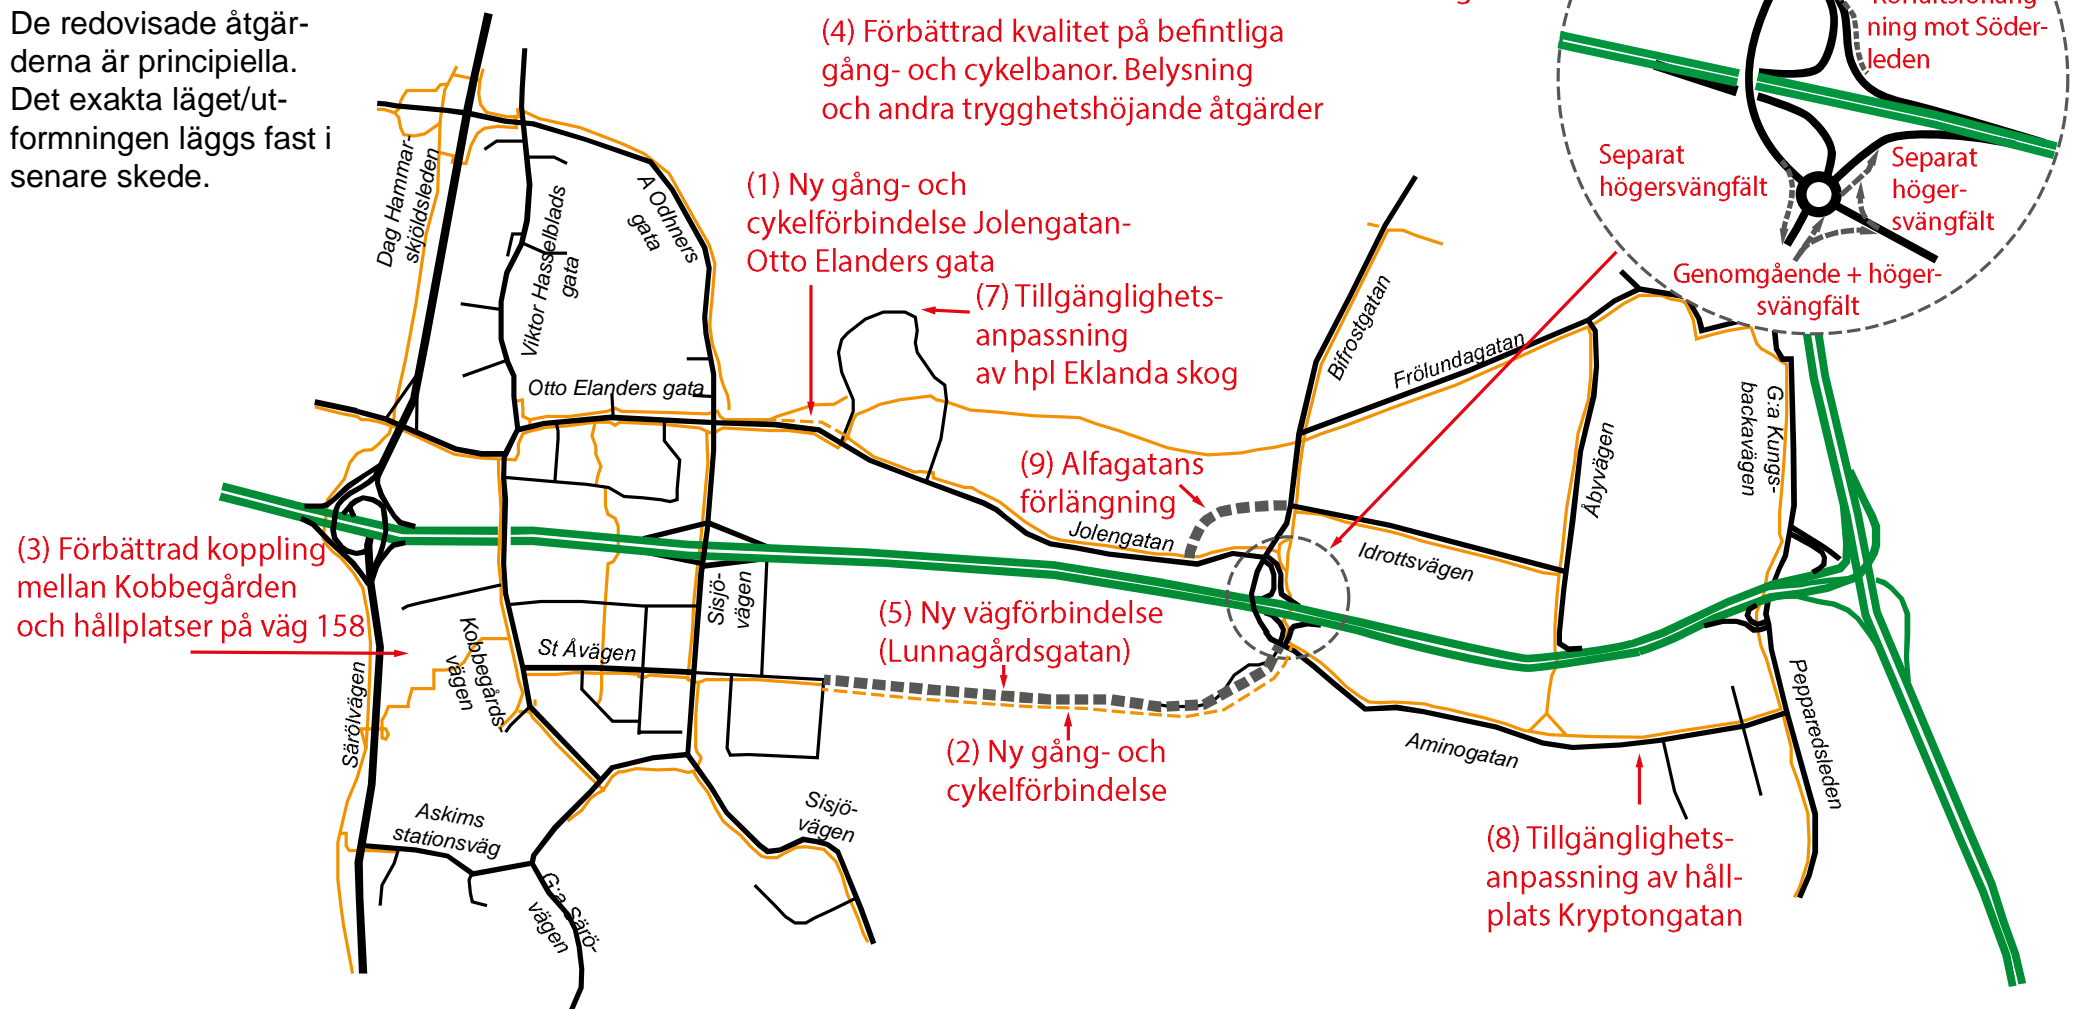 De redovisade åtgär-
derna är principiella.
Det exakta läget/ut-
formningen läggs fast i
senare skede.
(4) Förbättrad kvalitet på befintliga
gång- och cykelbanor. Belysning
och andra trygghetshöjande åtgärder
ning mot Söder-
leden
Separat
högersvängfält
Separat
höger-
svängfält
Genomgående + höger-
svängfält
(1) Ny gång- och
cykelförbindelse Jolengatan-
Otto Elanders gata
(7) Tillgänglighets-
anpassning
av hpl Eklanda skog
Dag Hammar-
skjöldsleden
Viktor Hasselblads
gata
A Odhners
gata
Otto Elanders gata
Bifrostgatan
Frölundagatan
Åbyvägen
G:a Kungs-
backavägen
(9) Alfagatans
förlängning
Jolengatan
Idrottsvägen
(3) Förbättrad koppling
mellan Kobbegården
och hållplatser på väg 158
Sisjö-
vägen
(5) Ny vägförbindelse
(Lunnagårdsgatan)
Kobbegårds-
vägen
St Åvägen
Särölvägen
(2) Ny gång- och
cykelförbindelse
Aminogatan
Pepparedsleden
Askims
stationsväg
Sisjö-
vägen
(8) Tillgänglighets-
anpassning av håll-
plats Kryptongatan
G:a Särö-
vägen